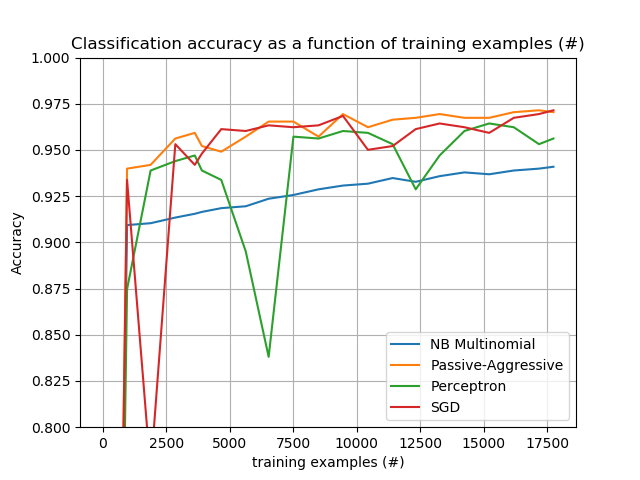 Classification accuracy as a function of training examples (#)
1.000
0.975
0.950
0.925
0.900
0.875
0.850
0.825
0.800
Accuracy
NB Multinomial
Passive-Aggressive
Perceptron
SGD
0 2500 5000 7500 10000 12500 15000 17500
training examples (#)